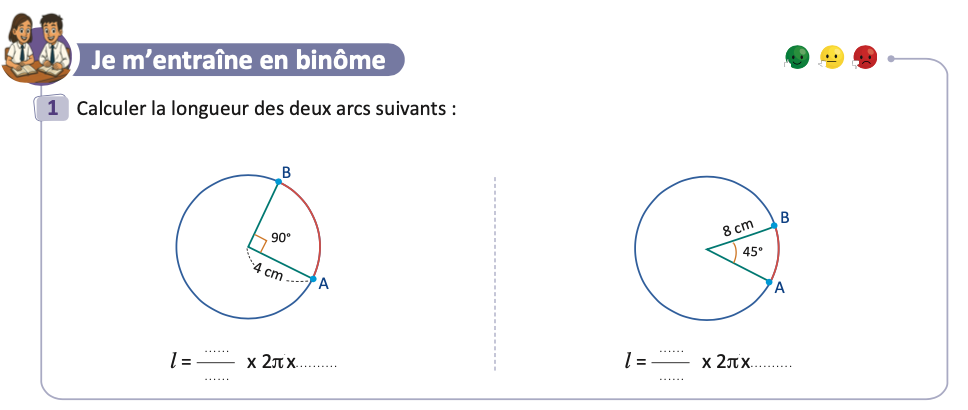 Je m'entraîne en binôme
1 Calculer la longueur des deux arcs suivants :
B
90°
4 cm
A
l = ...... / ...... x 2π x..........
B
8 cm
45°
A
l = ...... / ...... x 2π x..........